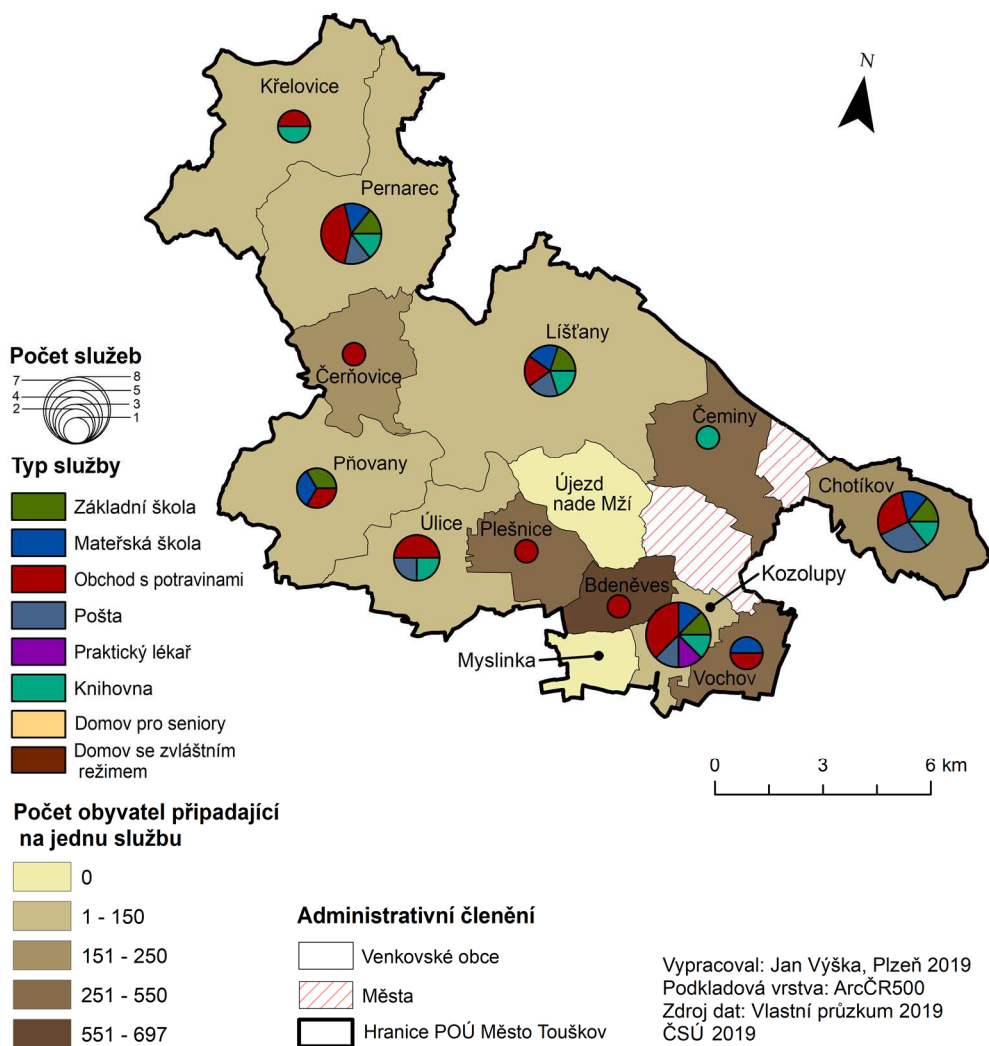 N
Křelovice
Pernarec
Líšťany
Čerňovice
Čeminy
Pňovany
Chotíkov
Újezd
nade Mží
Úlice
Plešnice
Bdeněves
Kozolupy
Myslinka
Vochov
Počet služeb
7
4
2
8
5
3
1
Typ služby
Základní škola
Mateřská škola
Obchod s potravinami
Pošta
Praktický lékař
Knihovna
Domov pro seniory
Domov se zvláštním
režimem
0 3 6 km
Počet obyvatel připadající
na jednu službu
0
1 - 150
151 - 250
251 - 550
551 - 697
Administrativní členění
Venkovské obce
Města
Hranice POÚ Město Touškov
Vypracoval: Jan Výška, Plzeň 2019
Podkladová vrstva: ArcČR500
Zdroj dat: Vlastní průzkum 2019
ČSÚ 2019